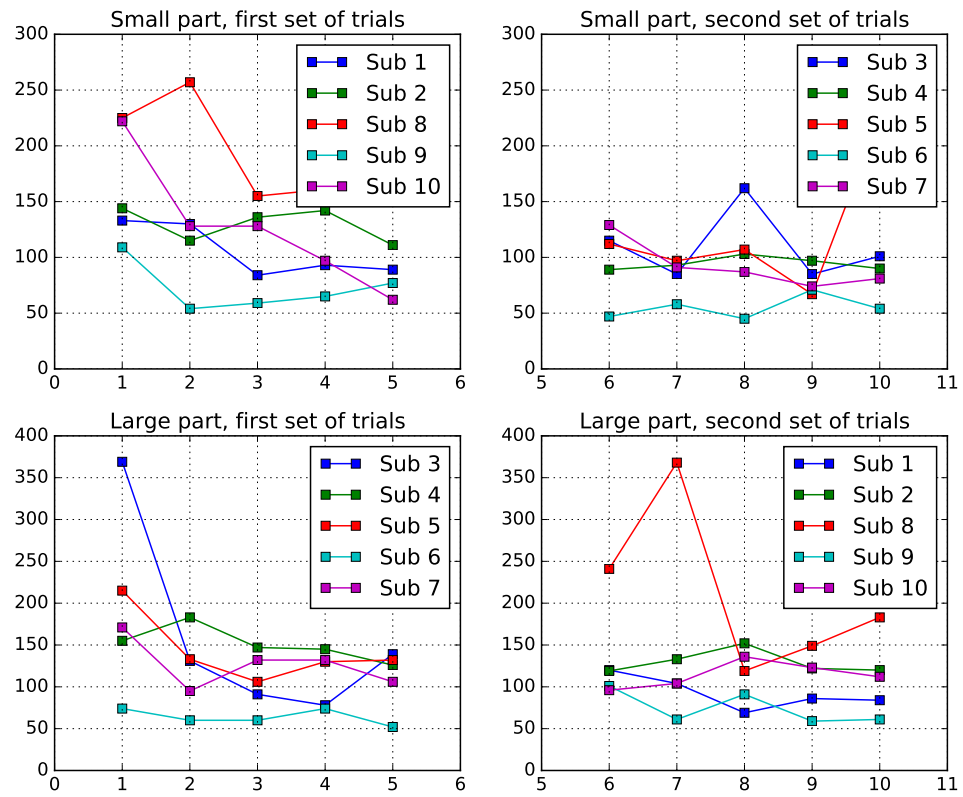 Small part, first set of trials
300
250
200
150
100
50
0
0 1 2 3 4 5 6
Sub 1
Sub 2
Sub 8
Sub 9
Sub 10
Small part, second set of trials
300
250
200
150
100
50
0
5 6 7 8 9 10 11
Sub 3
Sub 4
Sub 5
Sub 6
Sub 7
Large part, first set of trials
400
350
300
250
200
150
100
50
0
0 1 2 3 4 5 6
Sub 3
Sub 4
Sub 5
Sub 6
Sub 7
Large part, second set of trials
400
350
300
250
200
150
100
50
0
5 6 7 8 9 10 11
Sub 1
Sub 2
Sub 8
Sub 9
Sub 10